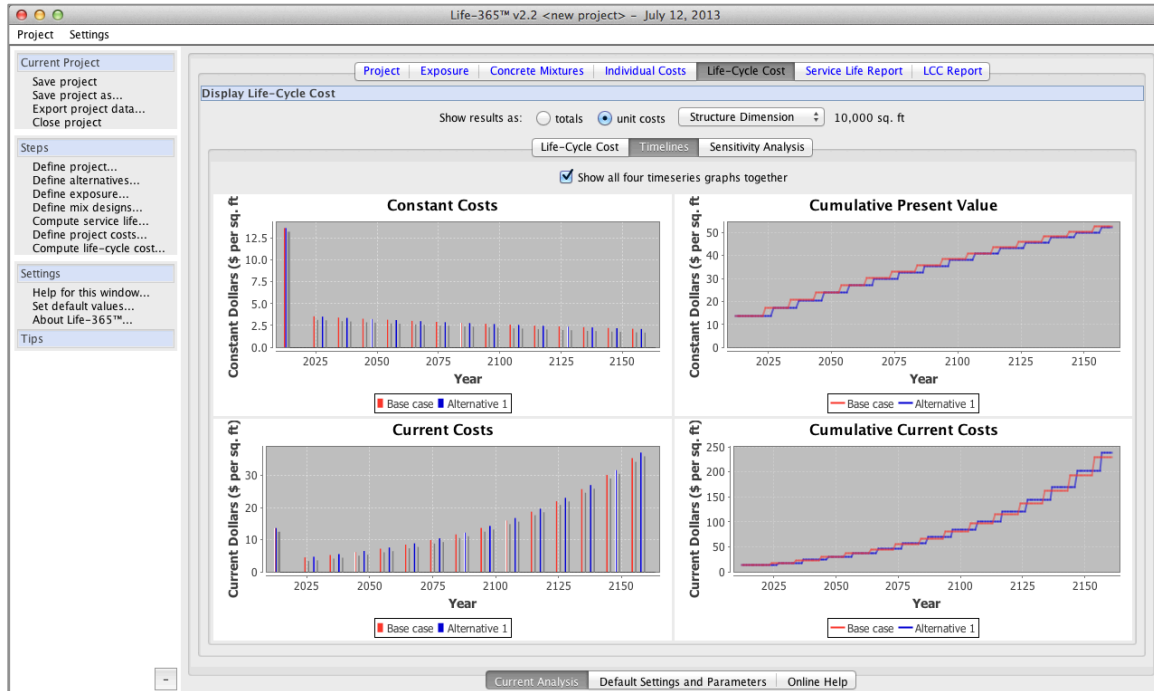 Life-365™ v2.2 <new project> – July 12, 2013
Project Settings
Current Project
Save project
Save project as...
Export project data...
Close project
Steps
Define project...
Define alternatives...
Define exposure...
Define mix designs...
Compute service life...
Define project costs...
Compute life-cycle cost...
Settings
Help for this window...
Set default values...
About Life-365™...
Tips
–
Project Exposure Concrete Mixtures Individual Costs Life-Cycle Cost Service Life Report LCC Report
Display Life-Cycle Cost
Show results as: totals unit costs Structure Dimension 10,000 sq. ft
Life-Cycle Cost Timelines Sensitivity Analysis
Show all four timeseries graphs together
Constant Costs
Constant Dollars ($ per sq. ft)
12.5
10.0
7.5
5.0
2.5
0.0
2025 2050 2075 2100 2125 2150
Year
Base case Alternative 1
Cumulative Present Value
Constant Dollars ($ per sq. ft)
50
40
30
20
10
0
2025 2050 2075 2100 2125 2150
Year
Base case Alternative 1
Current Costs
Current Dollars ($ per sq. ft)
30
20
10
0
2025 2050 2075 2100 2125 2150
Year
Base case Alternative 1
Cumulative Current Costs
Current Dollars ($ per sq. ft)
250
200
150
100
50
0
2025 2050 2075 2100 2125 2150
Year
Base case Alternative 1
Current Analysis Default Settings and Parameters Online Help